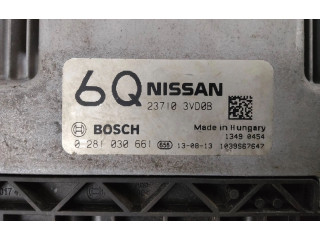 6Q NISSAN
23710 3VD0B
BOSCH
Made in Hungary
1349 0454
0 281 030 661 13-08-13 1039S67647